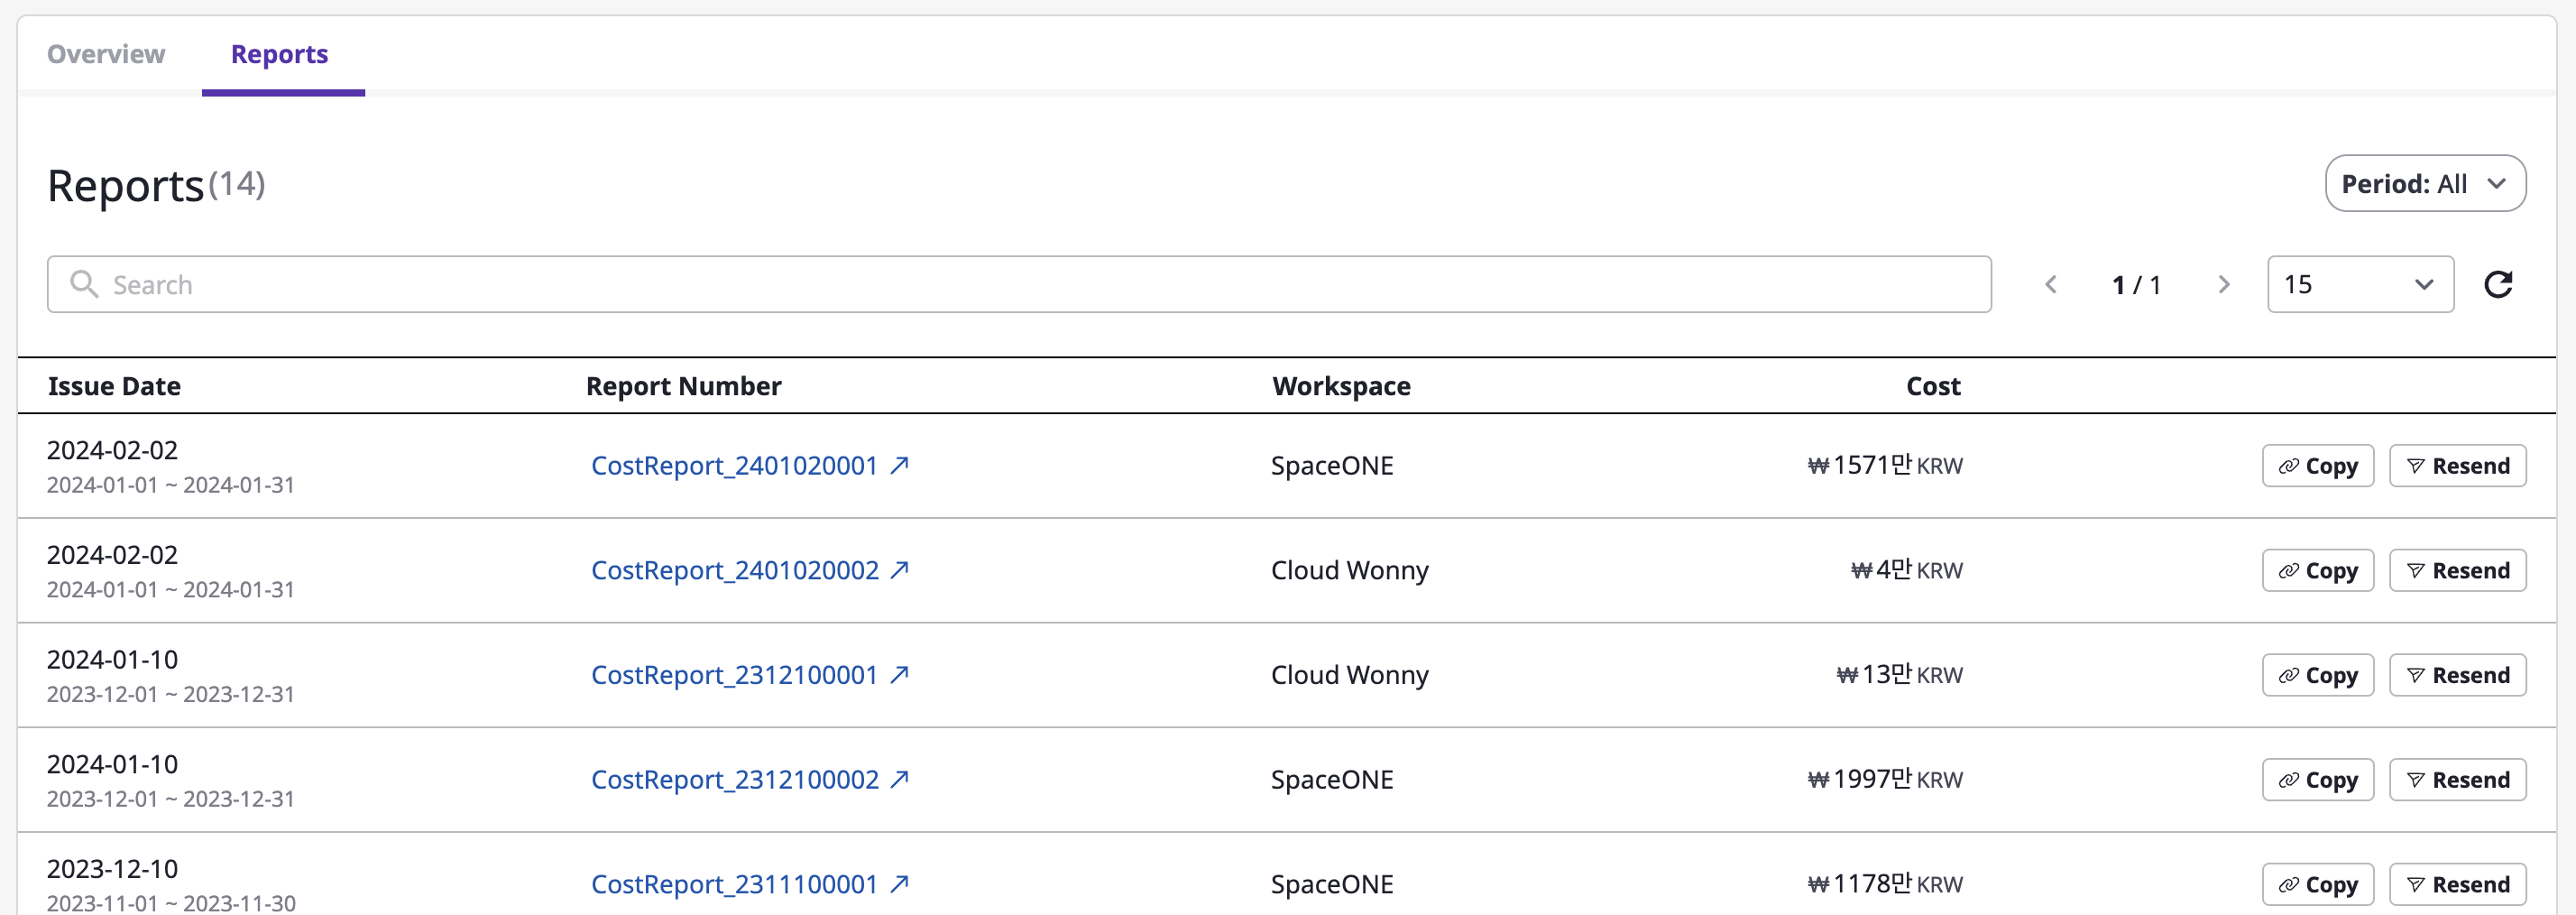 Overview Reports
Reports (14) Period: All
Search 1 / 1 15
Issue Date Report Number Workspace Cost
2024-02-02
2024-01-01 ~ 2024-01-31 CostReport_2401020001 SpaceONE ₩1571만 KRW Copy Resend
2024-02-02
2024-01-01 ~ 2024-01-31 CostReport_2401020002 Cloud Wonny ₩4만 KRW Copy Resend
2024-01-10
2023-12-01 ~ 2023-12-31 CostReport_2312100001 Cloud Wonny ₩13만 KRW Copy Resend
2024-01-10
2023-12-01 ~ 2023-12-31 CostReport_2312100002 SpaceONE ₩1997만 KRW Copy Resend
2023-12-10
2023-11-01 ~ 2023-11-30 CostReport_2311100001 SpaceONE ₩1178만 KRW Copy Resend